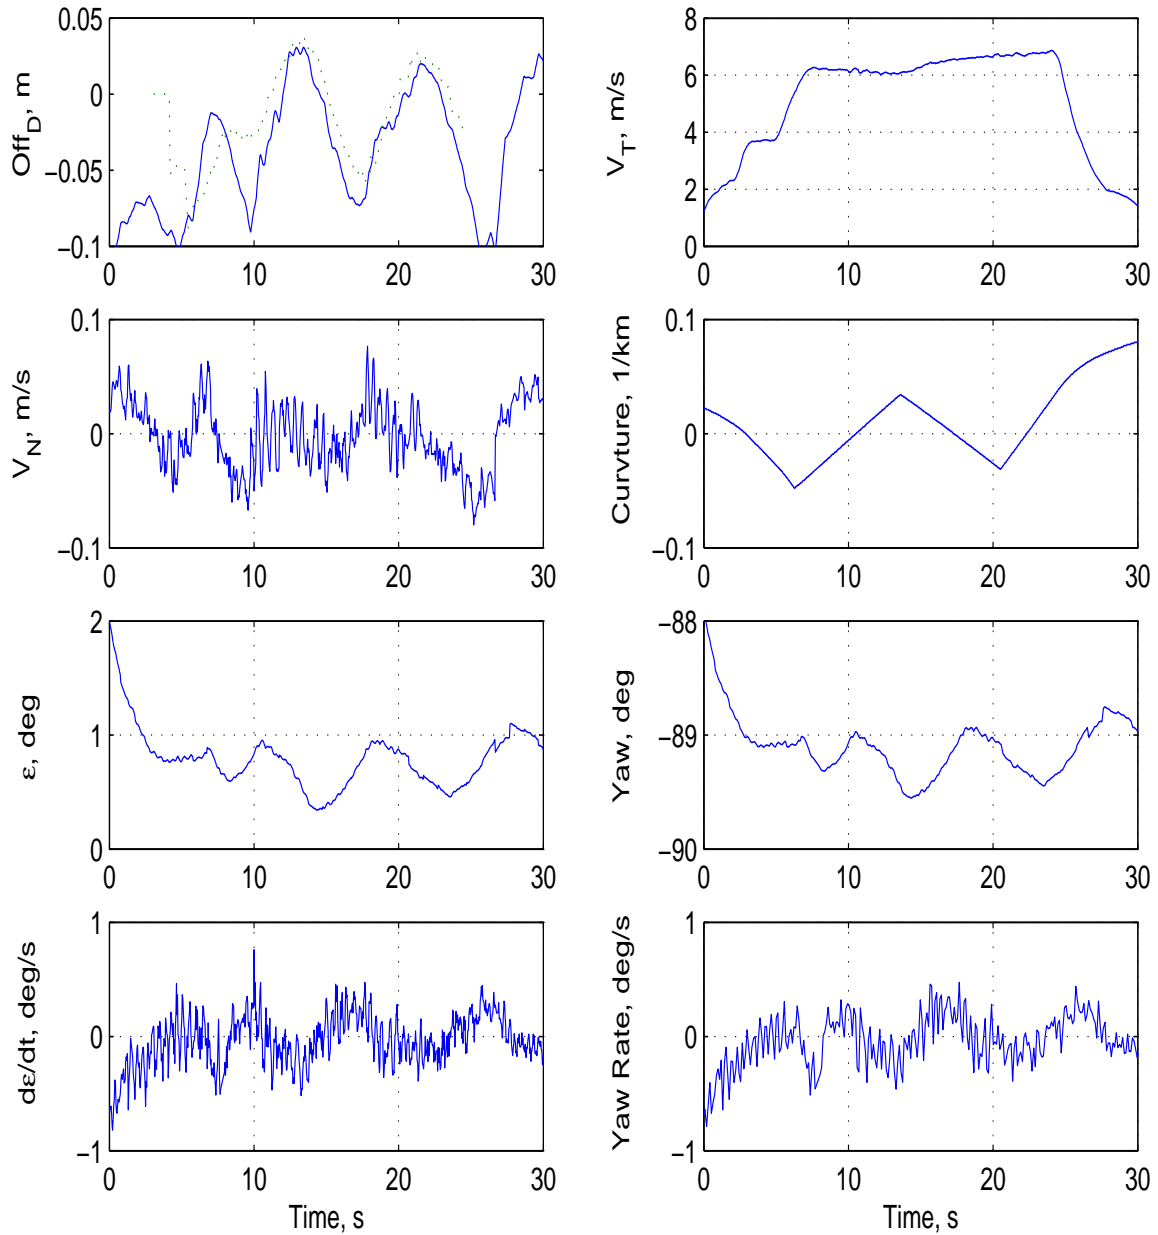 0.05
0
−0.05
−0.1
Off_D, m
0 10 20 30
8
6
4
2
0
V_T, m/s
0 10 20 30
0.1
0
−0.1
V_N, m/s
0 10 20 30
0.1
0
−0.1
Curvture, 1/km
0 10 20 30
2
1
0
ε, deg
0 10 20 30
−88
−89
−90
Yaw, deg
0 10 20 30
1
0
−1
dε/dt, deg/s
0 10 20 30
Time, s
1
0
−1
Yaw Rate, deg/s
0 10 20 30
Time, s